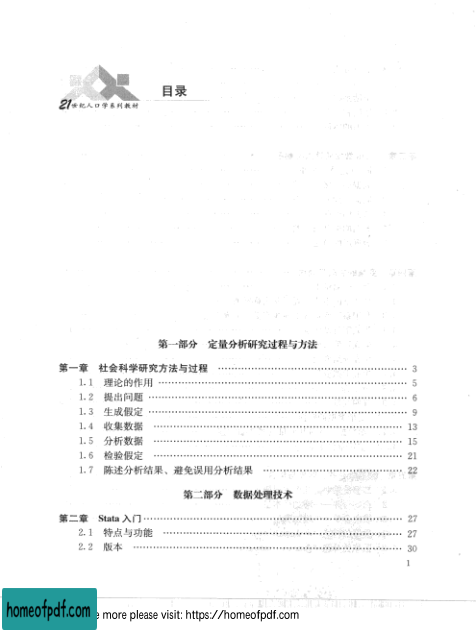 目录
21世纪人口学系列教材
第一部分 定量分析研究过程与方法
第一章 社会科学研究方法与过程 …………………………………… 3
1.1 理论的作用 …………………………………… 5
1.2 提出问题 …………………………………… 6
1.3 生成假定 …………………………………… 9
1.4 收集数据 …………………………………… 13
1.5 分析数据 …………………………………… 15
1.6 检验假定 …………………………………… 21
1.7 陈述分析结果、避免误用分析结果 …………………………………… 22
第二部分 数据处理技术
第二章 Stata 入门 …………………………………… 27
2.1 特点与功能 …………………………………… 27
2.2 版本 …………………………………… 30
1
homeofpdf.com
e more please visit: https://homeofpdf.com